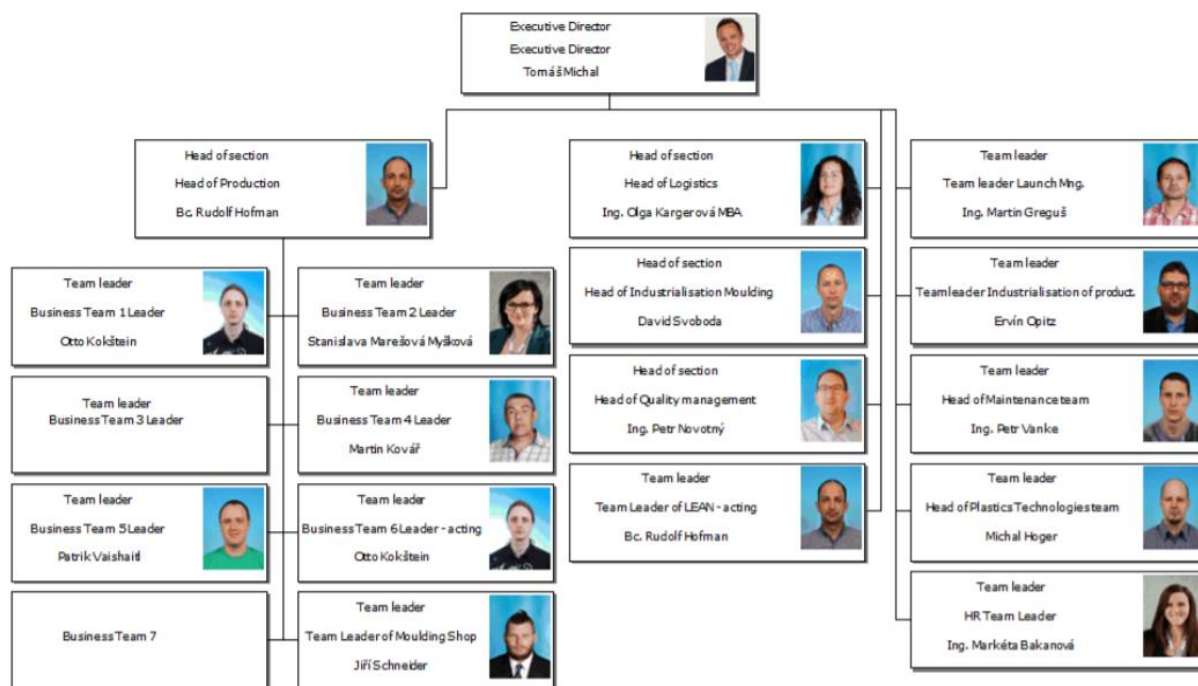 Executive Director
Executive Director
Tomáš Michal
Head of section
Head of Production
Bc. Rudolf Hofman
Head of section
Head of Logistics
Ing. Olga Kargerová MBA
Team leader
Team leader Launch Mng.
Ing. Martin Greguš
Team leader
Business Team 1 Leader
Otto Kokštein
Team leader
Business Team 2 Leader
Stanislava Marešová Myšková
Head of section
Head of Industrialisation Moulding
David Svoboda
Team leader
Teamleader Industrialisation of product.
Ervín Opitz
Team leader
Business Team 3 Leader
Team leader
Business Team 4 Leader
Martin Kovář
Head of section
Head of Quality management
Ing. Petr Novotný
Team leader
Head of Maintenance team
Ing. Petr Vanke
Team leader
Business Team 5 Leader
Patrik Vaishaitl
Team leader
Business Team 6 Leader - acting
Otto Kokštein
Team leader
Team Leader of LEAN - acting
Bc. Rudolf Hofman
Team leader
Head of Plastics Technologies team
Michal Hoger
Business Team 7
Team leader
Team Leader of Moulding Shop
Jiří Schneider
Team leader
HR Team Leader
Ing. Markéta Bakanová